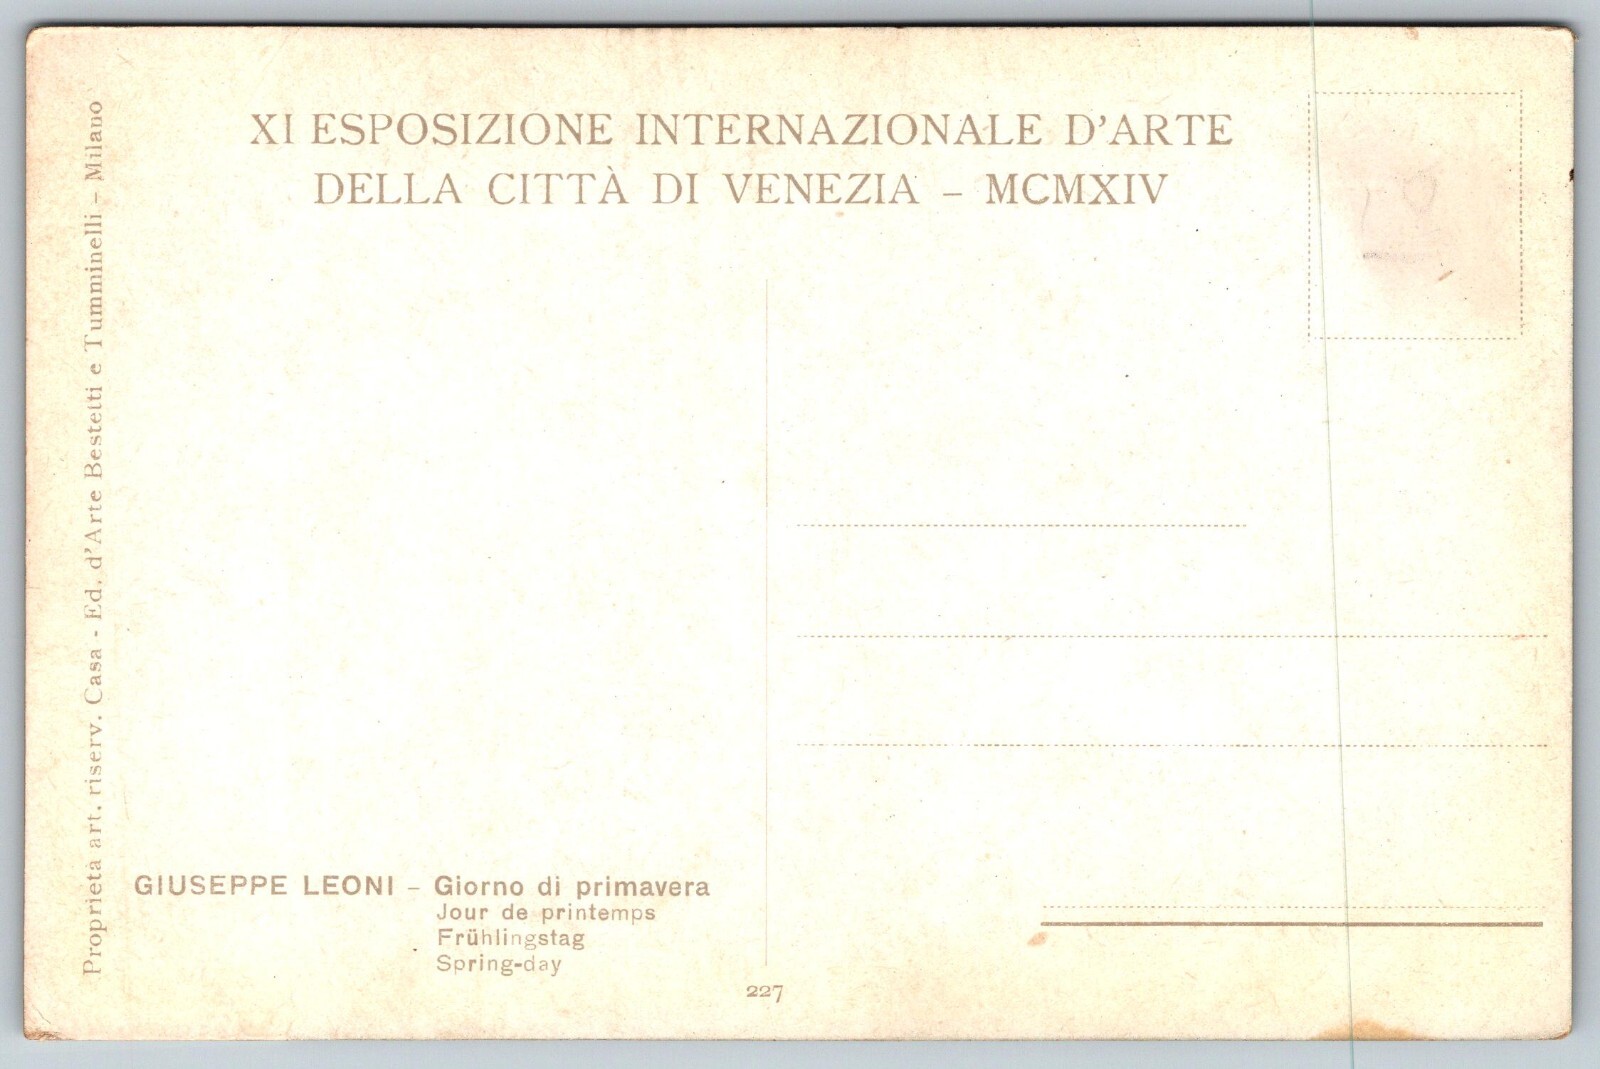 XI ESPOSIZIONE INTERNAZIONALE D'ARTE
DELLA CITTÀ DI VENEZIA – MCMXIV
Proprietà art. riserv. Casa - Ed. d'Arte Bestetti e Tumminelli – Milano
GIUSEPPE LEONI – Giorno di primavera
Jour de printemps
Frühlingstag
Spring-day
227